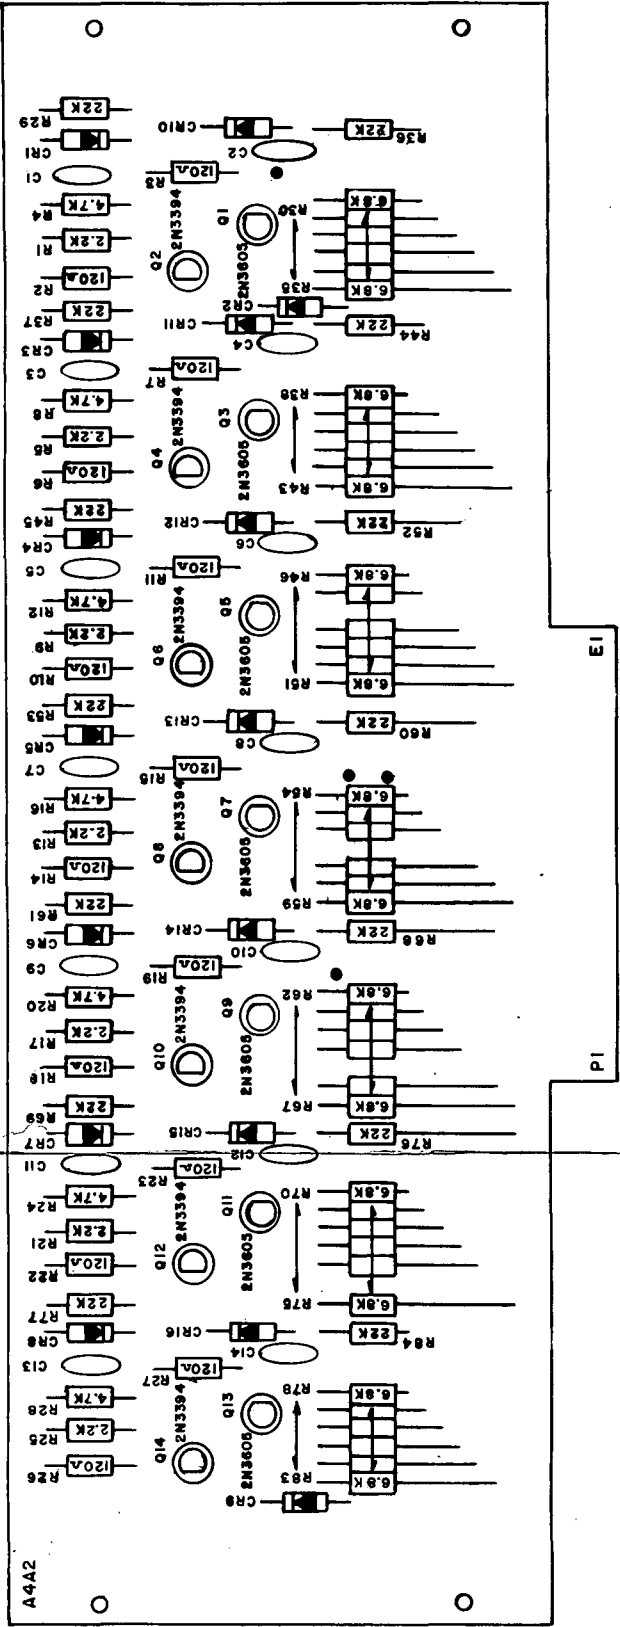 R29 22K
CR1
C1
R4 4.7K
R1 2.2K
R2 120Ω
R37 22K
CR3
C3
R8 4.7K
R5 2.2K
R6 120Ω
R45 22K
CR4
C5
R12 4.7K
R9 2.2K
R10 120Ω
R53 22K
CR5
C7
R16 4.7K
R13 2.2K
R14 120Ω
R61 22K
CR6
C9
R20 4.7K
R17 2.2K
R18 120Ω
R69 22K
CR7
C11
R24 4.7K
R21 2.2K
R22 120Ω
R77 22K
CR8
C13
R28 4.7K
R25 2.2K
R26 120Ω
A4A2
CR10
C2
R3 120Ω
Q2
2N3394
Q1
2N3605
CR2
CR11
C4
R7 120Ω
Q4
2N3394
Q3
2N3605
CR12
C6
R11 120Ω
Q6
2N3394
Q5
2N3605
CR13
C8
R15 120Ω
Q8
2N3394
Q7
2N3605
CR14
C10
R19 120Ω
Q10
2N3394
Q9
2N3605
CR15
C12
R23 120Ω
Q12
2N3394
Q11
2N3605
CR16
C14
R27 120Ω
Q14
2N3394
Q13
2N3605
CR9
22K R36
R30 6.8K
R35 6.8K
22K R44
R38 6.8K
R43 6.8K
22K R52
R46 6.8K
R51 6.8K
22K R60
R54 6.8K
R59 6.8K
22K R68
R62 6.8K
R67 6.8K
22K R76
R70 6.8K
R75 6.8K
22K R84
R78 6.8K
R83 6.8K
E1
P1